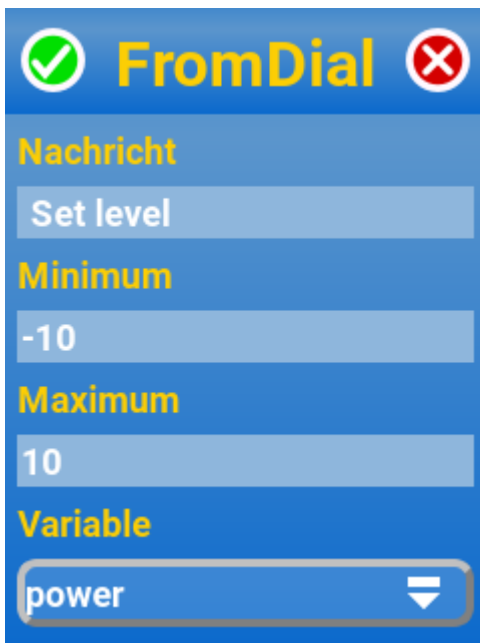 FromDial
Nachricht
Set level
Minimum
-10
Maximum
10
Variable
power